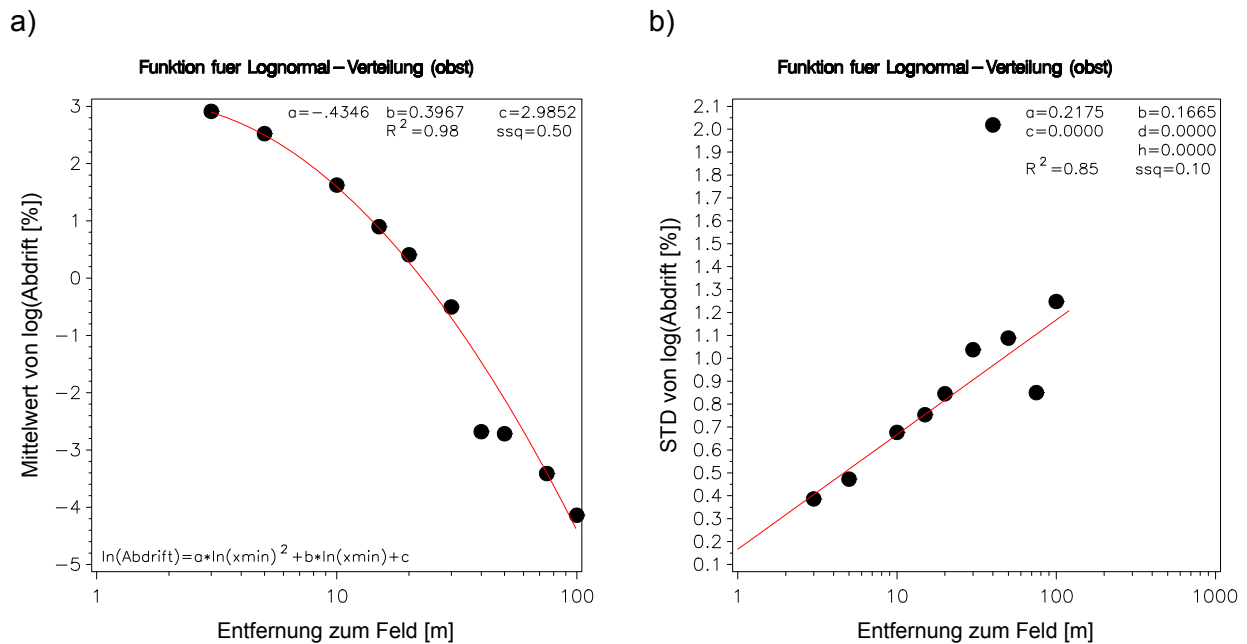 a)
Funktion fuer Lognormal-Verteilung (obst)
a=-.4346 b=0.3967 c=2.9852
R² =0.98 ssq=0.50
3
2
1
0
-1
-2
-3
-4
-5
Mittelwert von log(Abdrift [%])
ln(Abdrift)=a*ln(xmin)² +b*ln(xmin)+c
1 10 100
Entfernung zum Feld [m]
b)
Funktion fuer Lognormal-Verteilung (obst)
a=0.2175 b=0.1665
c=0.0000 d=0.0000
h=0.0000
R² =0.85 ssq=0.10
2.1
2.0
1.9
1.8
1.7
1.6
1.5
1.4
1.3
1.2
1.1
1.0
0.9
0.8
0.7
0.6
0.5
0.4
0.3
0.2
0.1
STD von log(Abdrift [%])
1 10 100 1000
Entfernung zum Feld [m]